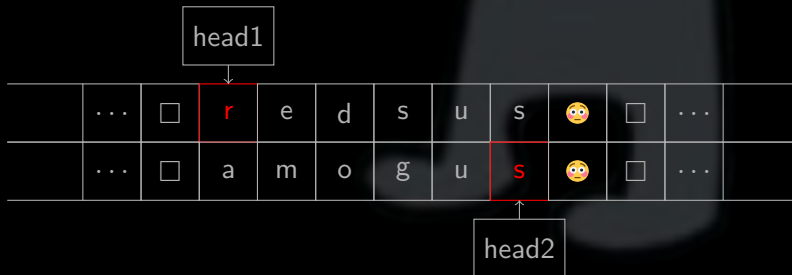 head1
... □ r e d s u s 😳 □ ...
... □ a m o g u s 😳 □ ...
head2